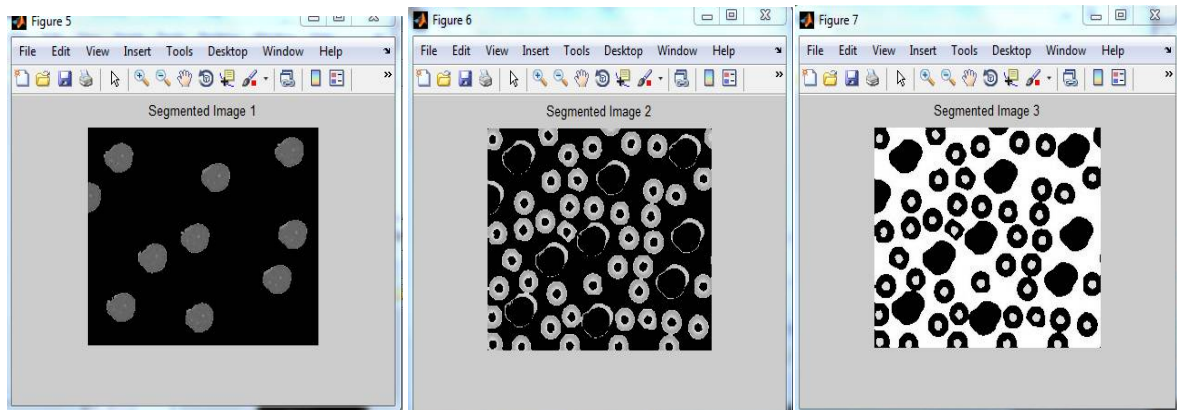 Figure 5
File Edit View Insert Tools Desktop Window Help
Segmented Image 1
Figure 6
File Edit View Insert Tools Desktop Window Help
Segmented Image 2
Figure 7
File Edit View Insert Tools Desktop Window Help
Segmented Image 3